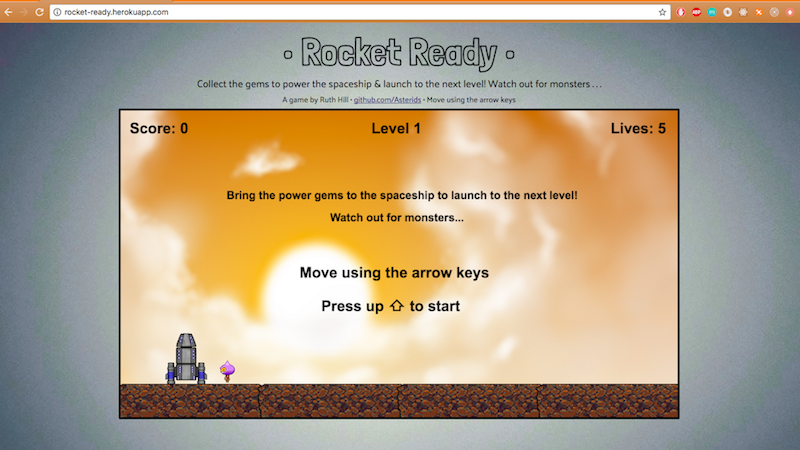 rocket-ready.herokuapp.com
• Rocket Ready •
Collect the gems to power the spaceship & launch to the next level! Watch out for monsters . . .
A game by Ruth Hill • github.com/Asterids • Move using the arrow keys
Score: 0 Level 1 Lives: 5
Bring the power gems to the spaceship to launch to the next level!
Watch out for monsters...
Move using the arrow keys
Press up ⇧ to start